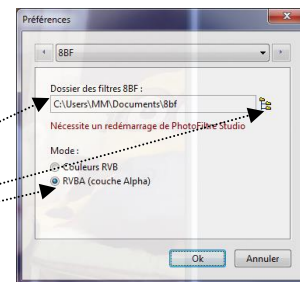 Préférences
8BF
Dossier des filtres 8BF :
C:\Users\MM\Documents\8bf
Nécessite un redémarrage de PhotoFiltre Studio
Mode :
Couleurs RVB
RVBA (couche Alpha)
Ok
Annuler